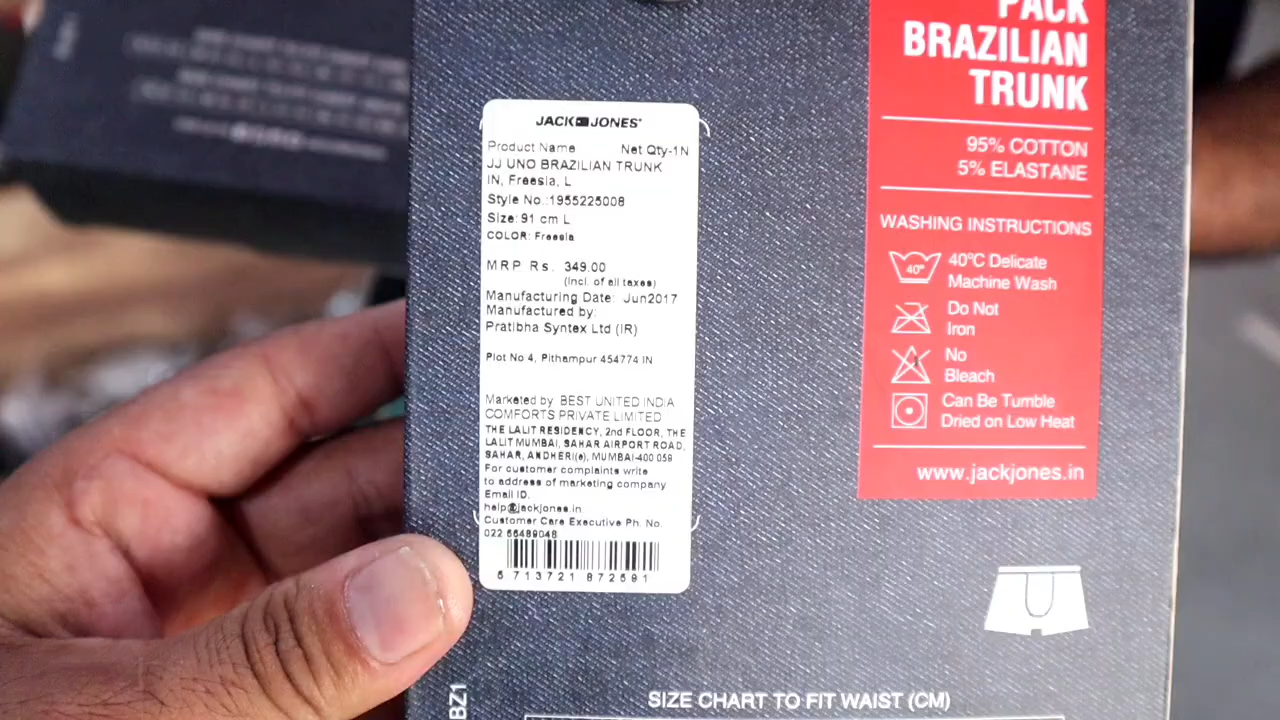 JACK JONES
Product Name Net Qty-1N
JJ UNO BRAZILIAN TRUNK
IN, Freesia, L
Style No.:1955225008
Size: 91 cm L
COLOR: Freesia
MRP Rs. 349.00
(incl. of all taxes)
Manufacturing Date: Jun2017
Manufactured by:
Pratibha Syntex Ltd (IR)
Plot No 4, Pithampur 454774 IN
Marketed by BEST UNITED INDIA
COMFORTS PRIVATE LIMITED
THE LALIT RESIDENCY, 2nd FLOOR, THE
LALIT MUMBAI, SAHAR AIRPORT ROAD,
SAHAR, ANDHERI(e), MUMBAI-400 059
For customer complaints write
to address of marketing company
Email ID.
help@jackjones.in
Customer Care Executive Ph. No.
022 66489048
5 713721 872591
PACK
BRAZILIAN
TRUNK
95% COTTON
5% ELASTANE
WASHING INSTRUCTIONS
40°
40°C Delicate
Machine Wash
Do Not
Iron
No
Bleach
Can Be Tumble
Dried on Low Heat
www.jackjones.in
BZ1
SIZE CHART TO FIT WAIST (CM)